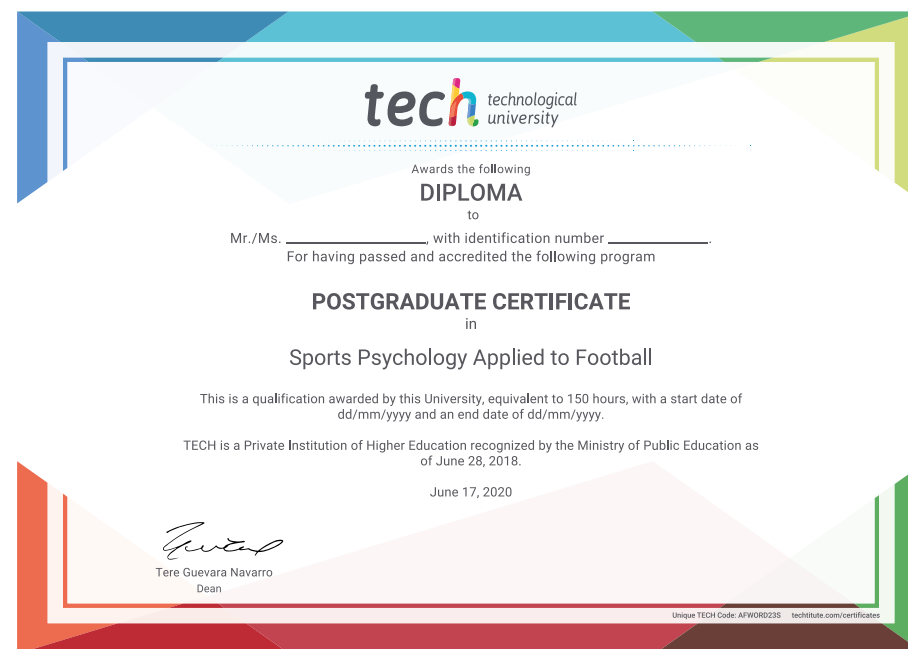 tech technological
university
Awards the following
DIPLOMA
to
Mr./Ms. ____________________, with identification number ______________.
For having passed and accredited the following program
POSTGRADUATE CERTIFICATE
in
Sports Psychology Applied to Football
This is a qualification awarded by this University, equivalent to 150 hours, with a start date of
dd/mm/yyyy and an end date of dd/mm/yyyy.
TECH is a Private Institution of Higher Education recognized by the Ministry of Public Education as
of June 28, 2018.
June 17, 2020
Tere Guevara Navarro
Dean
Unique TECH Code: AFWORD23S techtitute.com/certificates